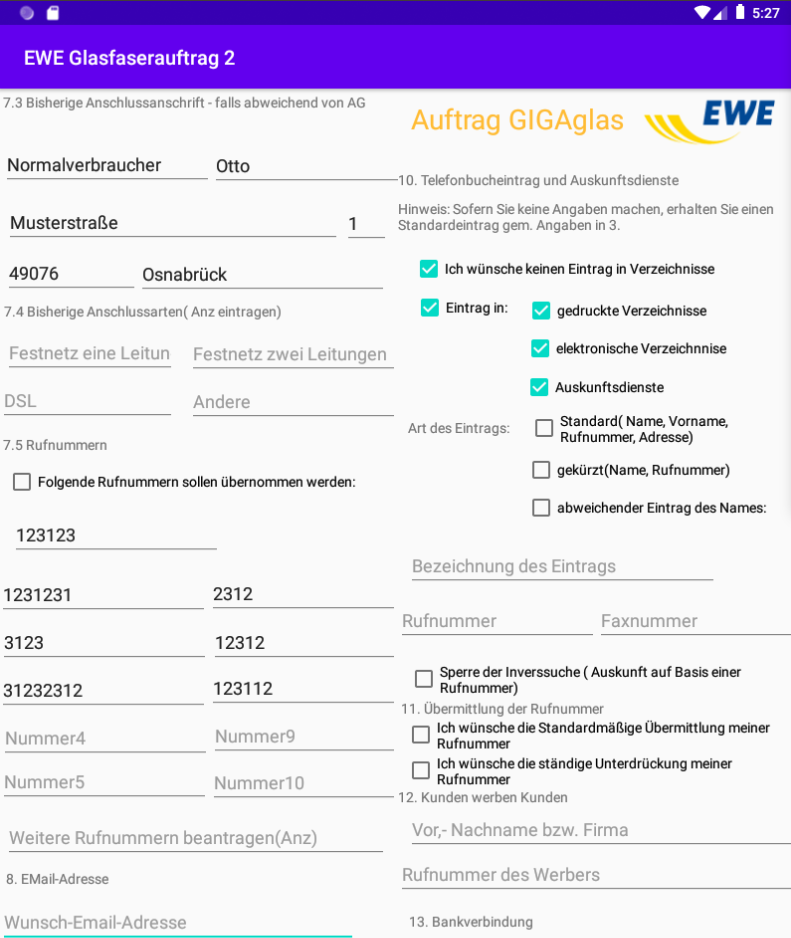 5:27
EWE Glasfaserauftrag 2
7.3 Bisherige Anschlussanschrift - falls abweichend von AG
Normalverbraucher Otto
Musterstraße 1
49076 Osnabrück
7.4 Bisherige Anschlussarten( Anz eintragen)
Festnetz eine Leitun Festnetz zwei Leitungen
DSL Andere
7.5 Rufnummern
Folgende Rufnummern sollen übernommen werden:
123123
1231231 2312
3123 12312
31232312 123112
Nummer4 Nummer9
Nummer5 Nummer10
Weitere Rufnummern beantragen(Anz)
8. EMail-Adresse
Wunsch-Email-Adresse
Auftrag GIGAglas EWE
10. Telefonbucheintrag und Auskunftsdienste
Hinweis: Sofern Sie keine Angaben machen, erhalten Sie einen
Standardeintrag gem. Angaben in 3.
Ich wünsche keinen Eintrag in Verzeichnisse
Eintrag in: gedruckte Verzeichnisse
elektronische Verzeichnnise
Auskunftsdienste
Art des Eintrags: Standard( Name, Vorname,
Rufnummer, Adresse)
gekürzt(Name, Rufnummer)
abweichender Eintrag des Names:
Bezeichnung des Eintrags
Rufnummer Faxnummer
Sperre der Inverssuche ( Auskunft auf Basis einer
Rufnummer)
11. Übermittlung der Rufnummer
Ich wünsche die Standardmäßige Übermittlung meiner
Rufnummer
Ich wünsche die ständige Unterdrückung meiner
Rufnummer
12. Kunden werben Kunden
Vor,- Nachname bzw. Firma
Rufnummer des Werbers
13. Bankverbindung